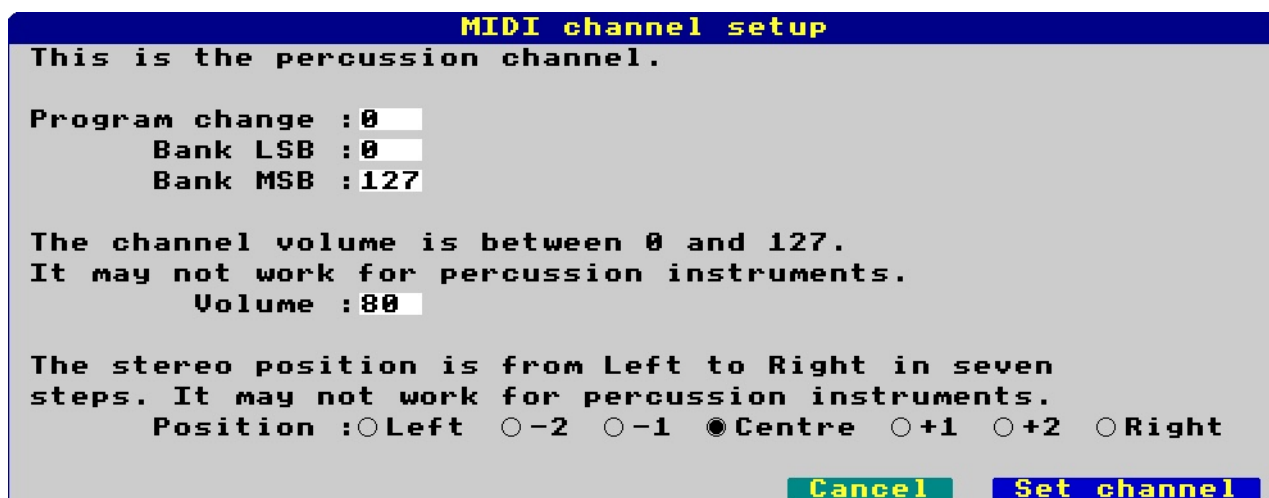 MIDI channel setup
This is the percussion channel.
Program change :0
Bank LSB :0
Bank MSB :127
The channel volume is between 0 and 127.
It may not work for percussion instruments.
Volume :80
The stereo position is from Left to Right in seven
steps. It may not work for percussion instruments.
Position :○Left ○-2 ○-1 ◉Centre ○+1 ○+2 ○Right
Cancel Set channel